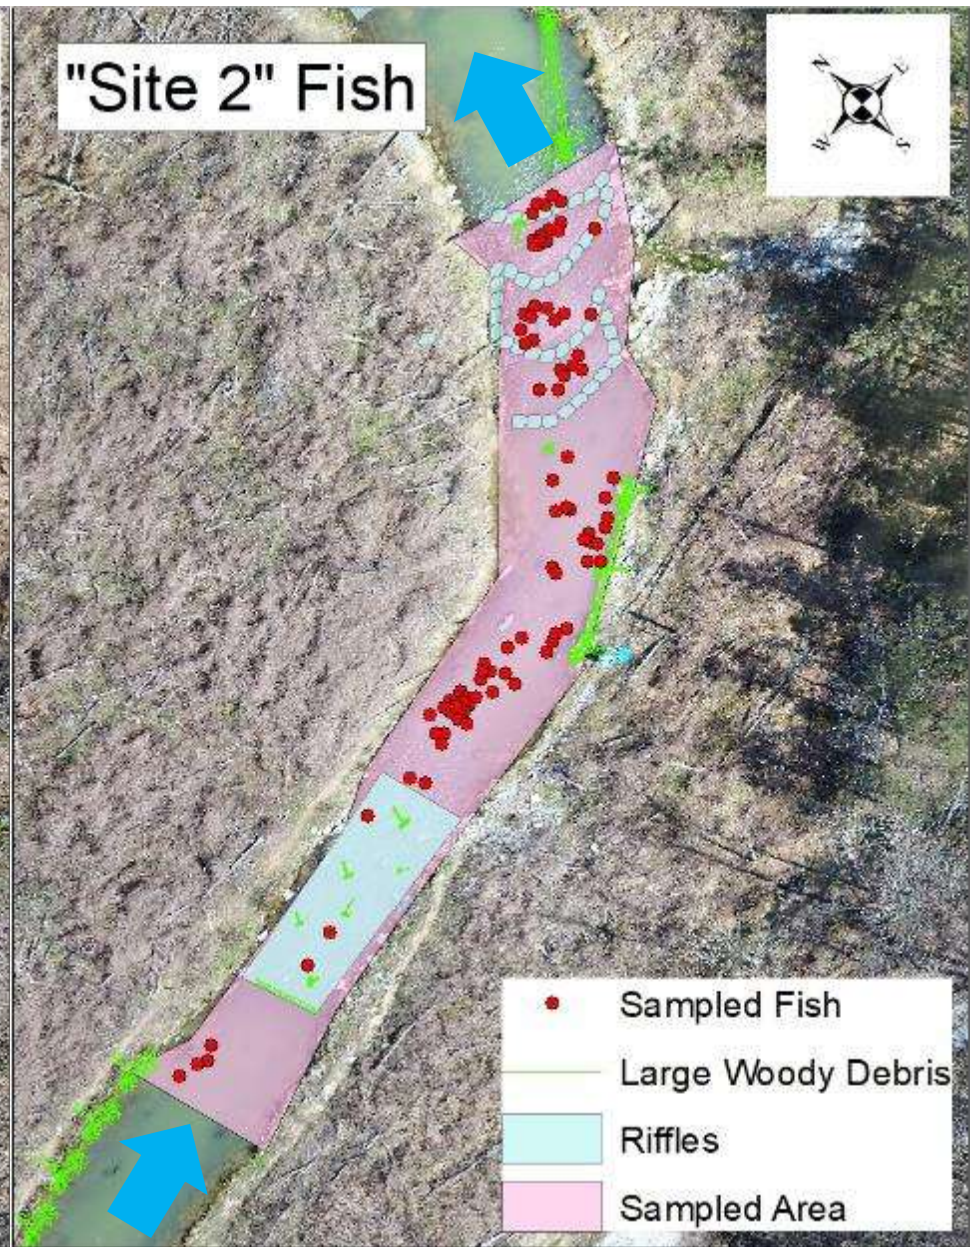 "Site 2" Fish
N
E
W
S
Sampled Fish
Large Woody Debris
Riffles
Sampled Area